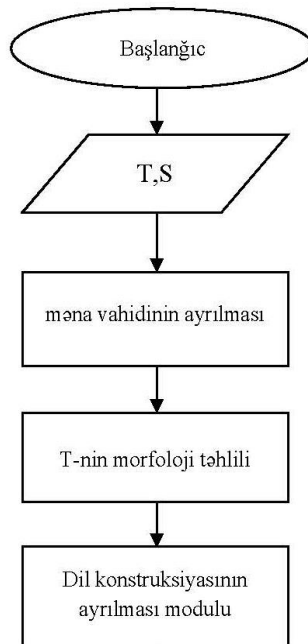 Başlanğıc
T,S
məna vahidinin ayrılması
T-nin morfoloji təhlili
Dil konstruksiyasının
ayrılması modulu